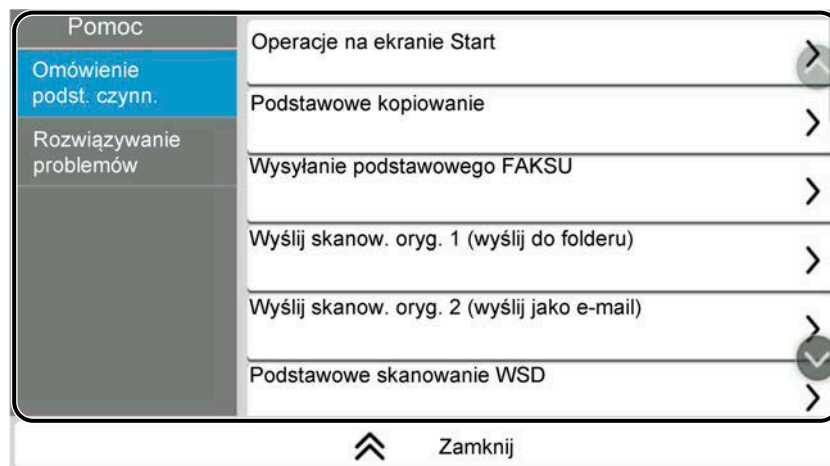 Pomoc
Omówienie
podst. czynn.
Rozwiązywanie
problemów
Operacje na ekranie Start
Podstawowe kopiowanie
Wysyłanie podstawowego FAKSU
Wyślij skanow. oryg. 1 (wyślij do folderu)
Wyślij skanow. oryg. 2 (wyślij jako e-mail)
Podstawowe skanowanie WSD
Zamknij